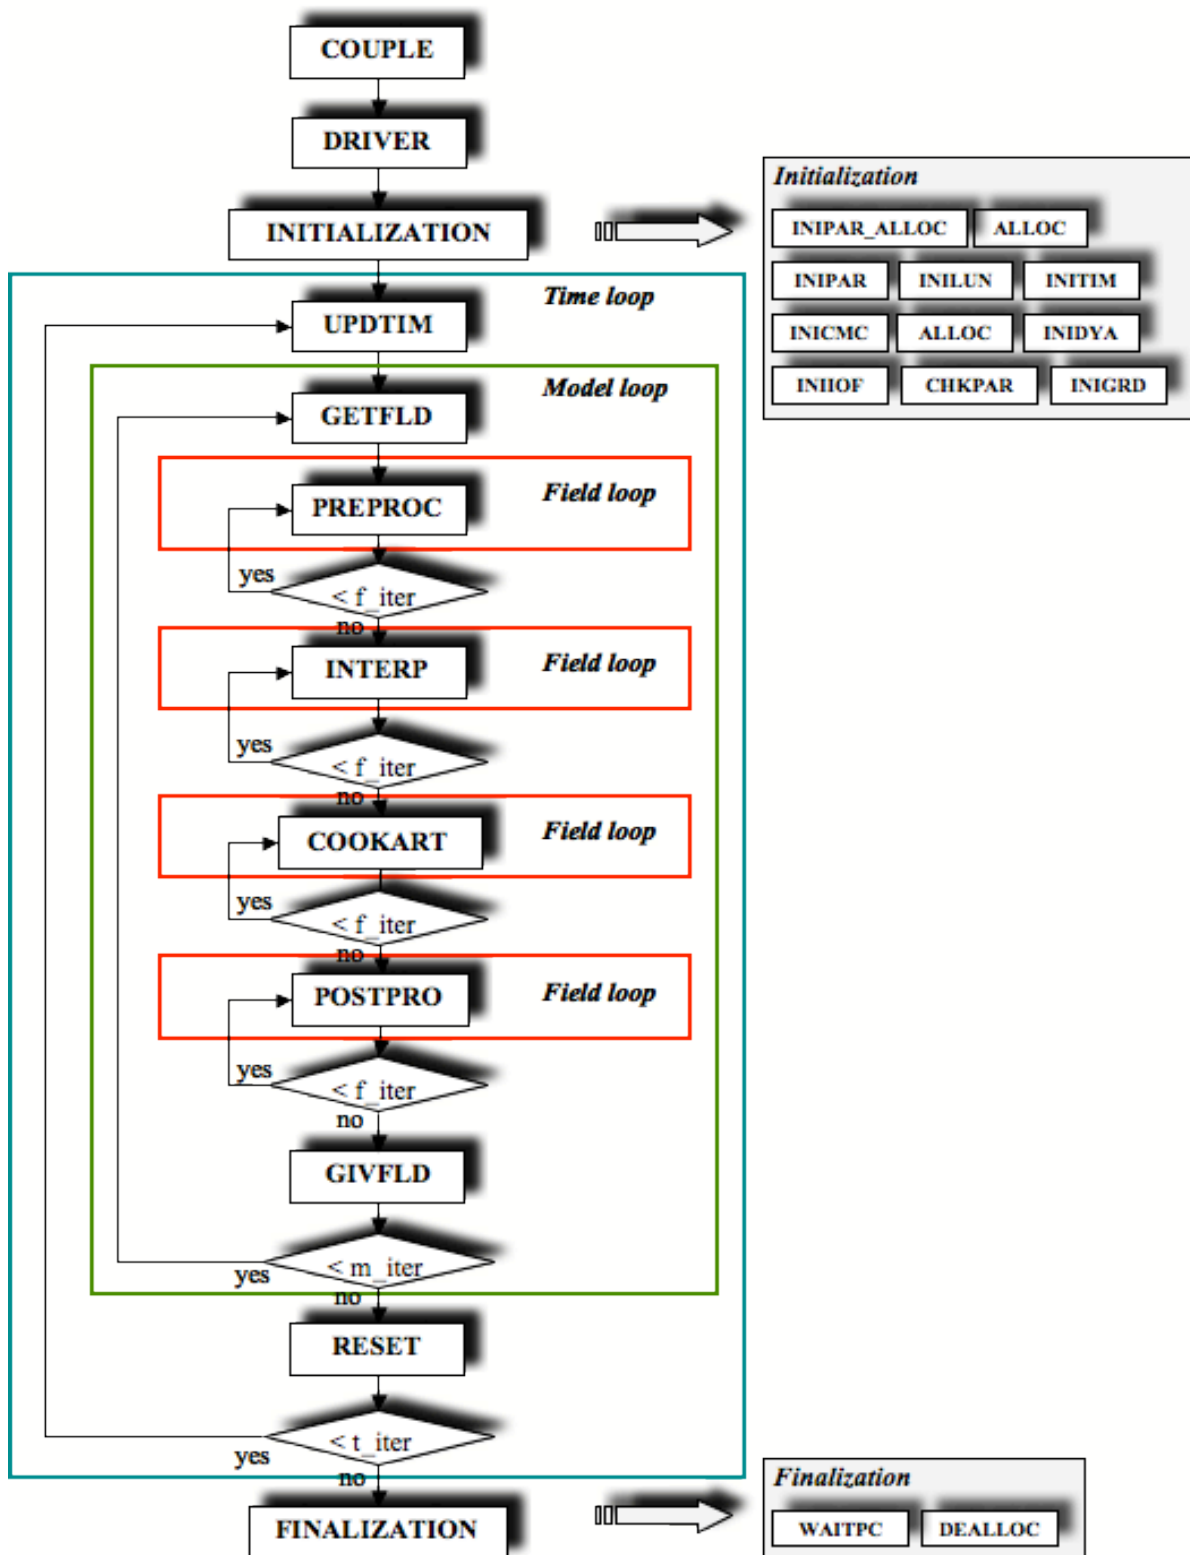 COUPLE
DRIVER
INITIALIZATION
Initialization
INIPAR_ALLOC ALLOC
INIPAR INILUN INITIM
INICMC ALLOC INIDYA
INIIOF CHKPAR INIGRD
Time loop
UPDTIM
Model loop
GETFLD
Field loop
PREPROC
yes
< f_iter
no
INTERP
Field loop
yes
< f_iter
no
COOKART
Field loop
yes
< f_iter
no
POSTPRO
Field loop
yes
< f_iter
no
GIVFLD
< m_iter
yes
no
RESET
< t_iter
yes
no
FINALIZATION
Finalization
WAITPC DEALLOC